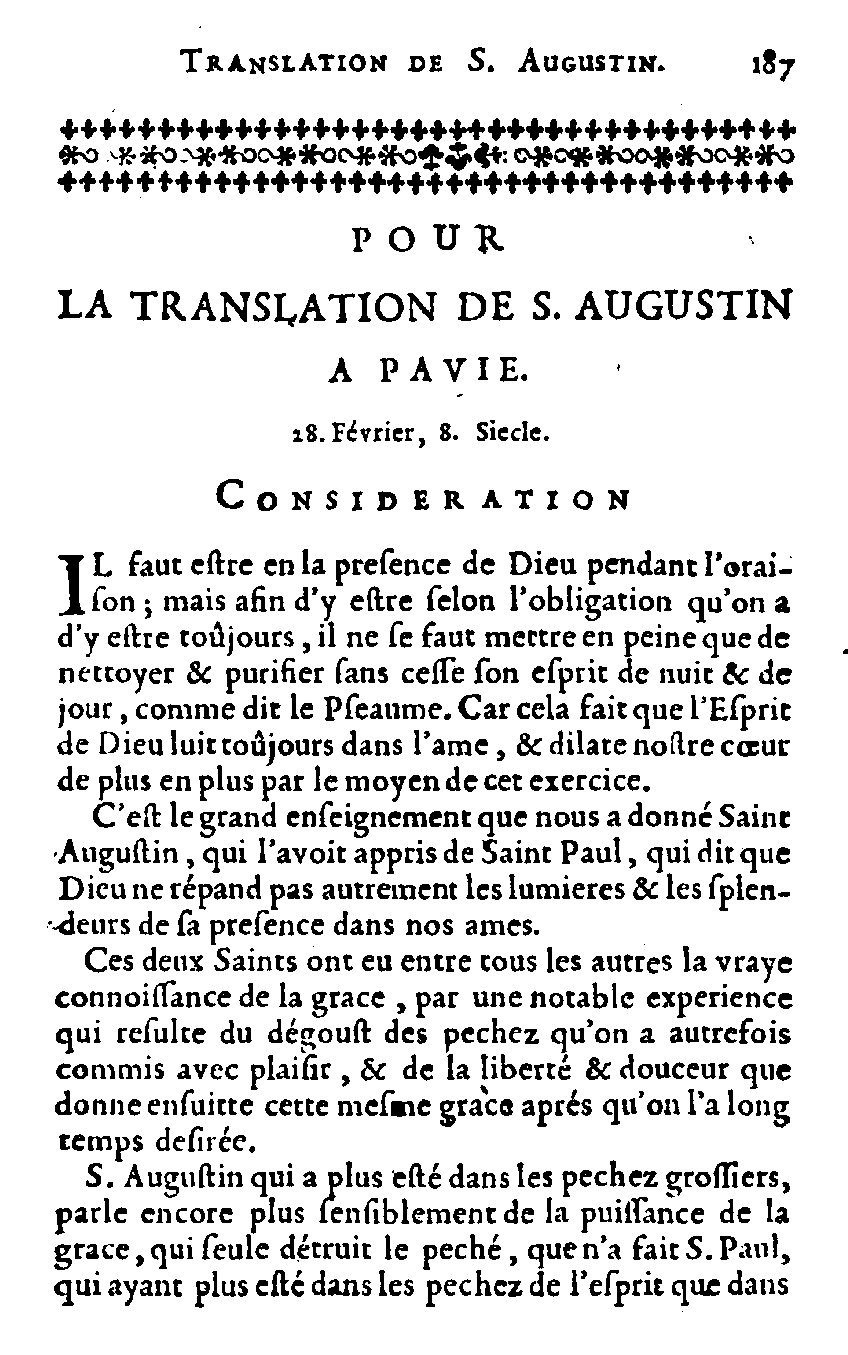 TRANSLATION DE S. AUGUSTIN. 187
POUR
LA TRANSLATION DE S. AUGUSTIN
A PAVIE.
28. Février, 8. Siecle.
CONSIDERATION
IL faut eſtre en la preſence de Dieu pendant l'orai-
ſon ; mais afin d'y eſtre ſelon l'obligation qu'on a
d'y eſtre toûjours, il ne ſe faut mettre en peine que de
nettoyer & purifier ſans ceſſe ſon eſprit de nuit & de
jour, comme dit le Pſeaume. Car cela fait que l'Eſprit
de Dieu luit toûjours dans l'ame, & dilate noſtre cœur
de plus en plus par le moyen de cet exercice.
C'eſt le grand enſeignement que nous a donné Saint
Auguſtin, qui l'avoit appris de Saint Paul, qui dit que
Dieu ne répand pas autrement les lumieres & les ſplen-
deurs de ſa preſence dans nos ames.
Ces deux Saints ont eu entre tous les autres la vraye
connoiſſance de la grace, par une notable experience
qui reſulte du dégouſt des pechez qu'on a autrefois
commis avec plaiſir, & de la liberté & douceur que
donne enſuitte cette meſme grace aprés qu'on l'a long
temps deſirée.
S. Auguſtin qui a plus eſté dans les pechez groſſiers,
parle encore plus ſenſiblement de la puiſſance de la
grace, qui ſeule détruit le peché, que n'a fait S. Paul,
qui ayant plus eſté dans les pechez de l'eſprit que dans